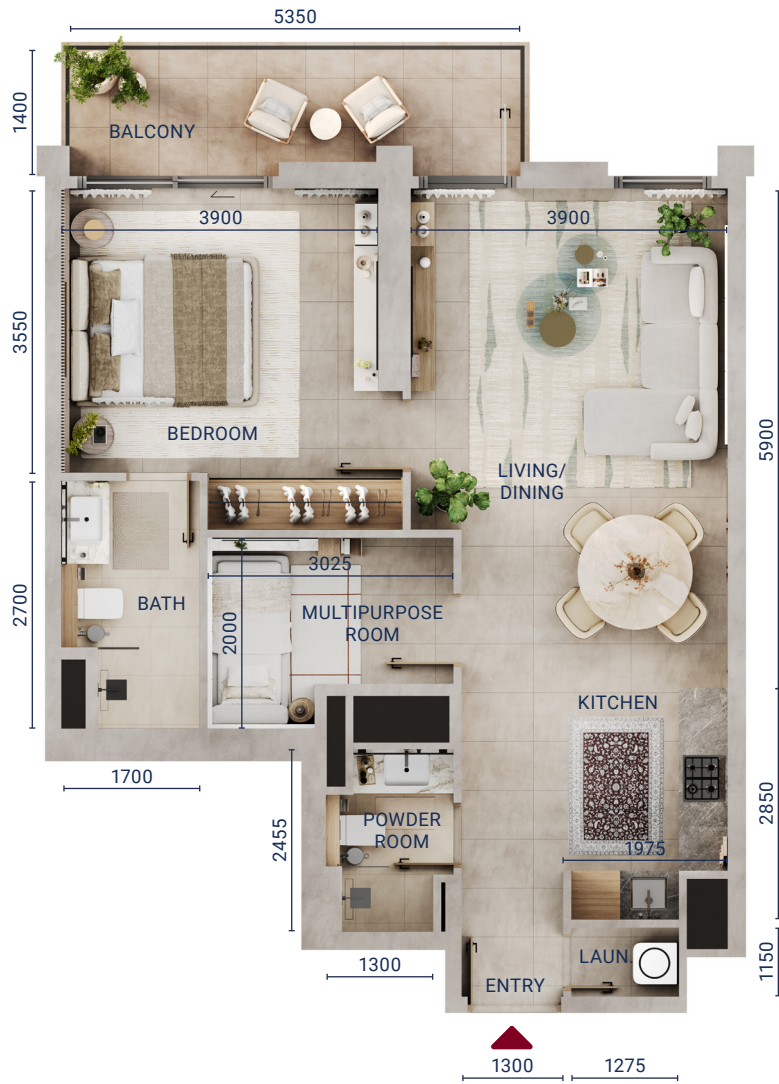 5350
1400
BALCONY
3900
3900
3550
BEDROOM
5900
LIVING/
DINING
2700
BATH
3025
2000
MULTIPURPOSE
ROOM
KITCHEN
1700
2455
POWDER
ROOM
2850
1975
1300
LAUN.
1150
ENTRY
1300
1275